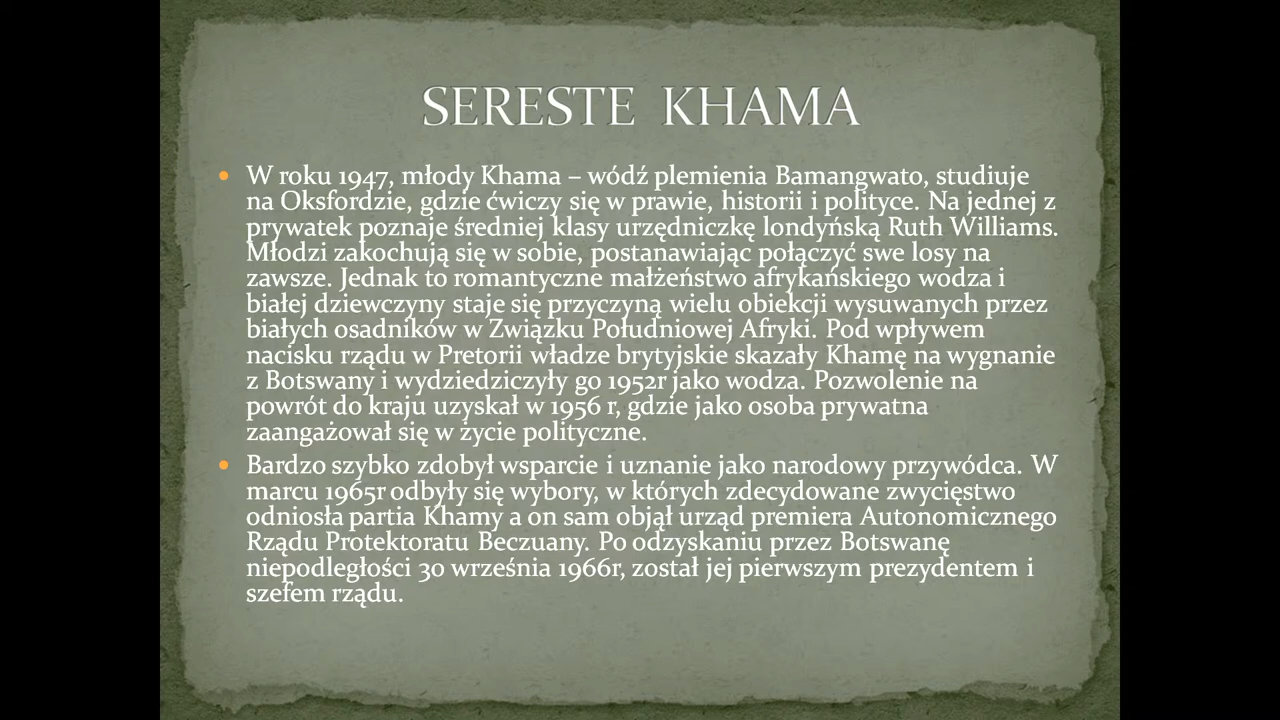 SERESTE KHAMA
• W roku 1947, młody Khama – wódź plemienia Bamangwato, studiuje
na Oksfordzie, gdzie ćwiczy się w prawie, historii i polityce. Na jednej z
prywatek poznaje średniej klasy urzędniczkę londyńską Ruth Williams.
Młodzi zakochują się w sobie, postanawiając połączyć swe losy na
zawsze. Jednak to romantyczne małżeństwo afrykańskiego wodza i
białej dziewczyny staje się przyczyną wielu obiekcji wysuwanych przez
białych osadników w Związku Południowej Afryki. Pod wpływem
nacisku rządu w Pretorii władze brytyjskie skazały Khamę na wygnanie
z Botswany i wydziedziczyły go 1952r jako wodza. Pozwolenie na
powrót do kraju uzyskał w 1956 r, gdzie jako osoba prywatna
zaangażował się w życie polityczne.
• Bardzo szybko zdobył wsparcie i uznanie jako narodowy przywódca. W
marcu 1965r odbyły się wybory, w których zdecydowane zwycięstwo
odniosła partia Khamy a on sam objął urząd premiera Autonomicznego
Rządu Protektoratu Beczuany. Po odzyskaniu przez Botswanę
niepodległości 30 września 1966r, został jej pierwszym prezydentem i
szefem rządu.